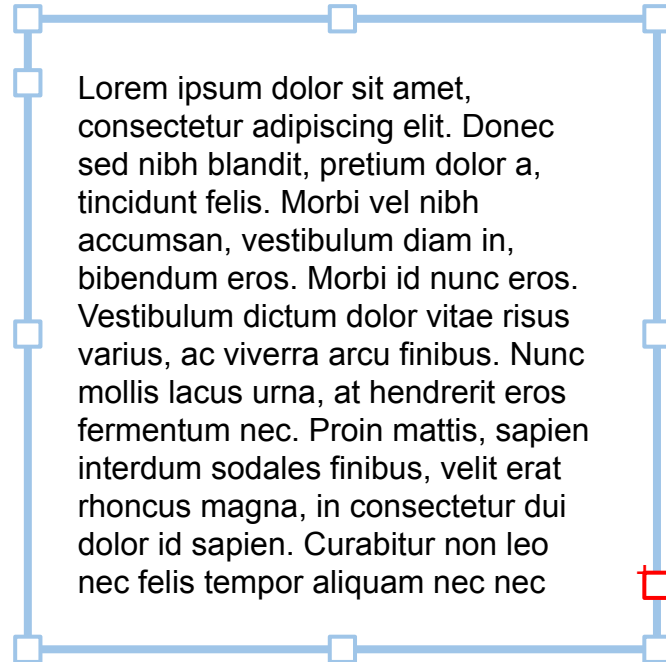 Lorem ipsum dolor sit amet,
consectetur adipiscing elit. Donec
sed nibh blandit, pretium dolor a,
tincidunt felis. Morbi vel nibh
accumsan, vestibulum diam in,
bibendum eros. Morbi id nunc eros.
Vestibulum dictum dolor vitae risus
varius, ac viverra arcu finibus. Nunc
mollis lacus urna, at hendrerit eros
fermentum nec. Proin mattis, sapien
interdum sodales finibus, velit erat
rhoncus magna, in consectetur dui
dolor id sapien. Curabitur non leo
nec felis tempor aliquam nec nec